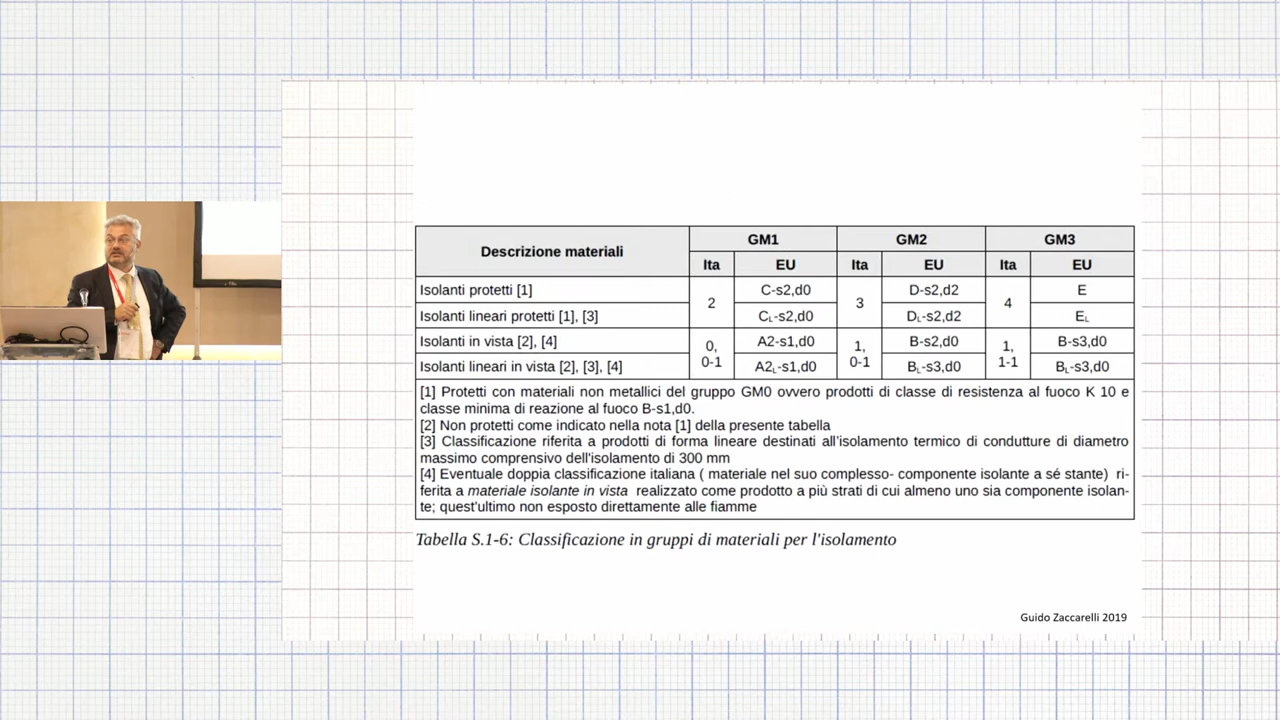 Descrizione materiali GM1 GM2 GM3
Ita EU Ita EU Ita EU
Isolanti protetti [1] 2 C-s2,d0 3 D-s2,d2 4 E
Isolanti lineari protetti [1], [3] CL-s2,d0 DL-s2,d2 EL
Isolanti in vista [2], [4] 0, 0-1 A2-s1,d0 1, 0-1 B-s2,d0 1, 1-1 B-s3,d0
Isolanti lineari in vista [2], [3], [4] A2L-s1,d0 BL-s3,d0 BL-s3,d0
[1] Protetti con materiali non metallici del gruppo GM0 ovvero prodotti di classe di resistenza al fuoco K 10 e
classe minima di reazione al fuoco B-s1,d0.
[2] Non protetti come indicato nella nota [1] della presente tabella
[3] Classificazione riferita a prodotti di forma lineare destinati all'isolamento termico di condutture di diametro
massimo comprensivo dell'isolamento di 300 mm
[4] Eventuale doppia classificazione italiana ( materiale nel suo complesso- componente isolante a sé stante) ri-
ferita a materiale isolante in vista realizzato come prodotto a più strati di cui almeno uno sia componente isolan-
te; quest'ultimo non esposto direttamente alle fiamme
Tabella S.1-6: Classificazione in gruppi di materiali per l'isolamento
Guido Zaccarelli 2019